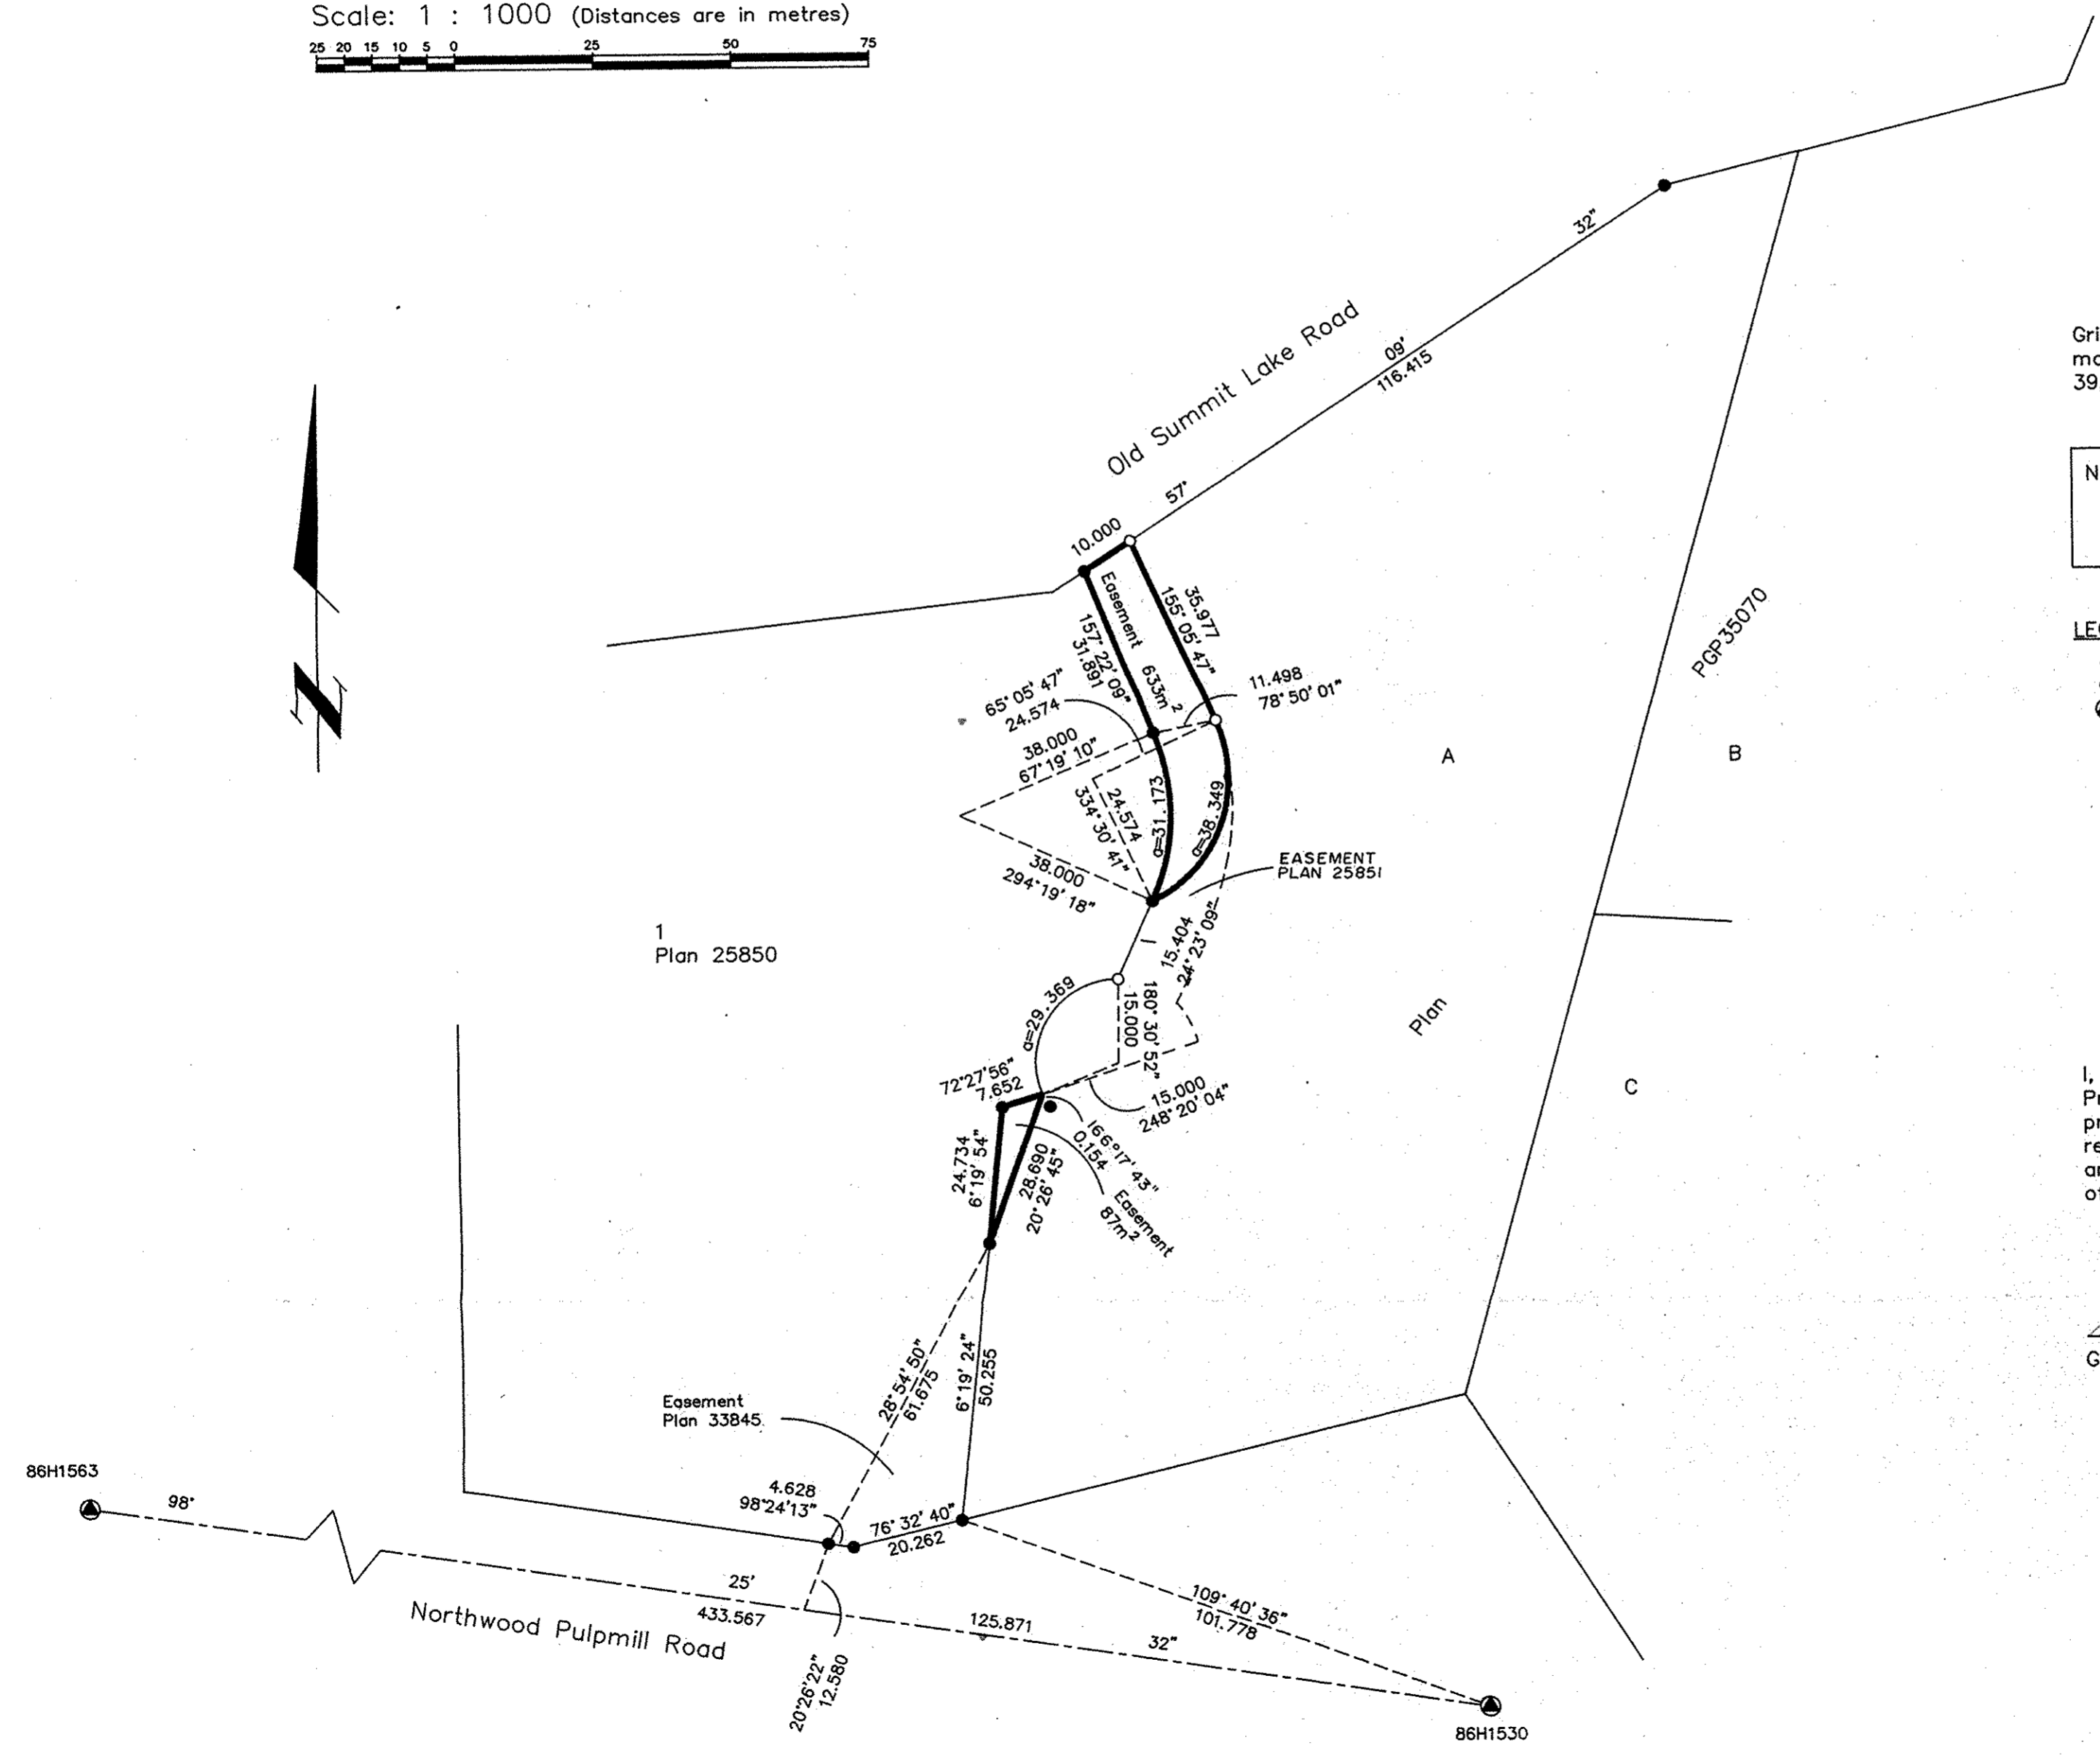 Scale: 1 : 1000 (Distances are in metres)
25 20 15 10 5 0 25 50 75
32"
09'
116.415
Old Summit Lake Road
57°
10.000
Easement 633m²
35.977
155° 05' 47"
157° 22' 09"
31.891
65° 05' 47"
24.574
11.498
78° 50' 01"
38.000
67° 19' 10"
24.574
334° 30' 41"
a=31.173
a=38.349
38.000
294° 19' 18"
EASEMENT
PLAN 25851
PGP35070
A
B
1
Plan 25850
15.404
24° 23' 09"
a=29.369
180° 30' 52"
15.000
Plan
C
72°27'56"
7.652
15.000
248° 20' 04"
166°17' 43"
0.154
24.734
6° 19' 54"
28.690
20° 26' 45"
Easement
87m²
28° 54' 50"
61.675
6° 19' 24"
50.255
Easement
Plan 33845
86H1563
98°
4.628
98°24'13"
76° 32' 40"
20.262
25'
433.567
Northwood Pulpmill Road
125.871
32"
109° 40' 36"
101.778
20°26'22"
12.580
86H1530
N
Gri
39
N
LE
I,
P
pr
re
G